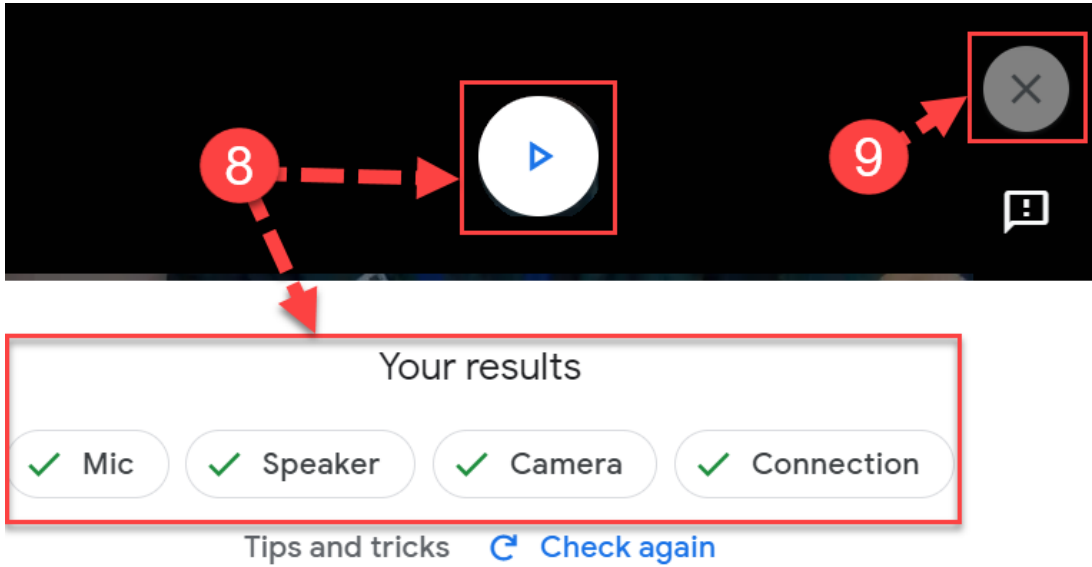 8
9
Your results
Mic
Speaker
Camera
Connection
Tips and tricks
Check again